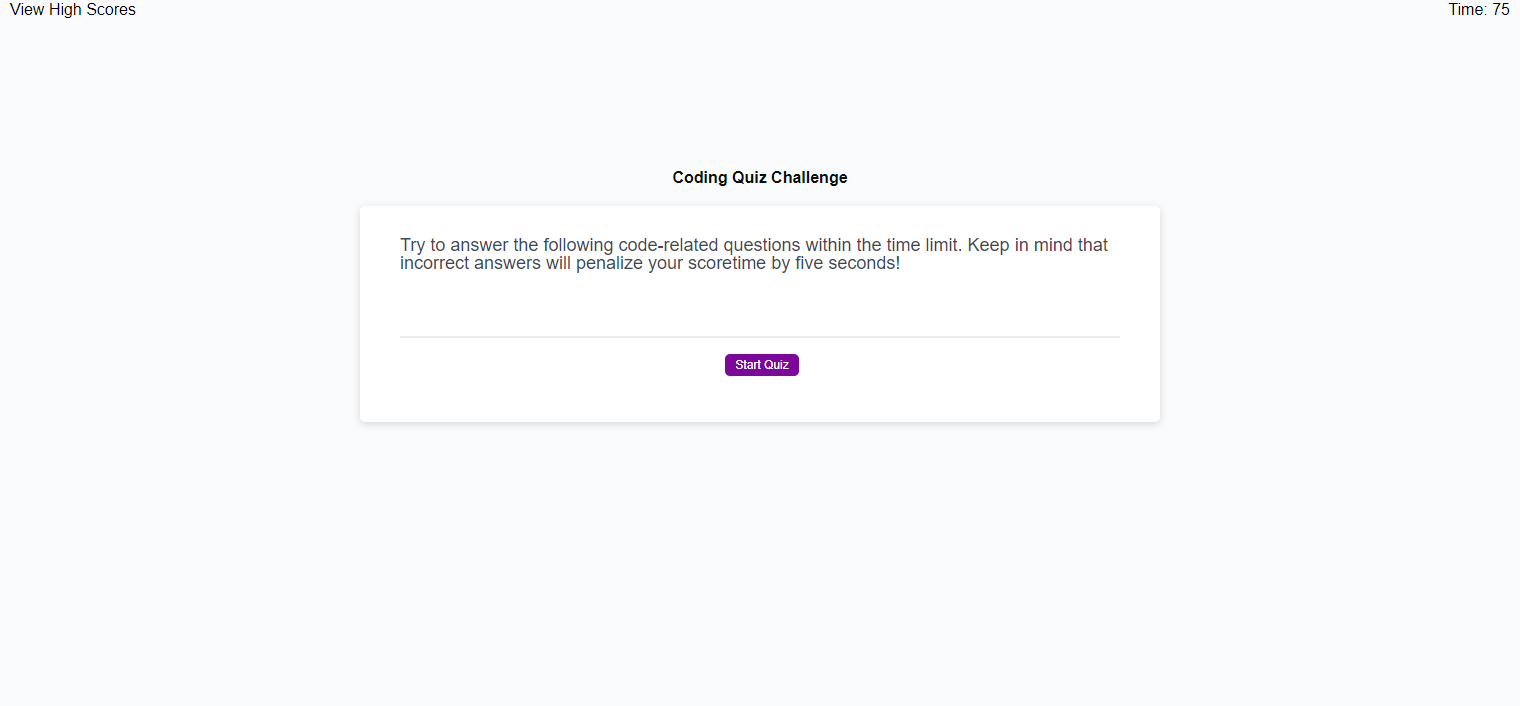 View High Scores
Time: 75
Coding Quiz Challenge
Try to answer the following code-related questions within the time limit. Keep in mind that
incorrect answers will penalize your scoretime by five seconds!
Start Quiz